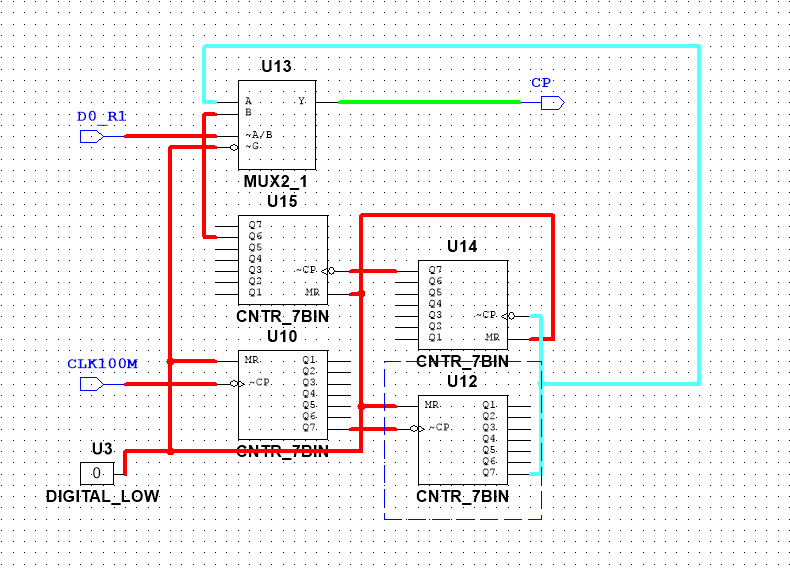 U13
CP
A
Y
B
D0_R1
~A/B
~G
MUX2_1
U15
Q7
Q6
Q5
Q4
Q3
Q2
Q1
~CP
MR
CNTR_7BIN
U14
Q7
Q6
Q5
Q4
Q3
Q2
Q1
~CP
MR
CNTR_7BIN
U10
CLK100M
MR
~CP
Q1
Q2
Q3
Q4
Q5
Q6
Q7
CNTR_7BIN
U12
MR
~CP
Q1
Q2
Q3
Q4
Q5
Q6
Q7
CNTR_7BIN
U3
0
DIGITAL_LOW